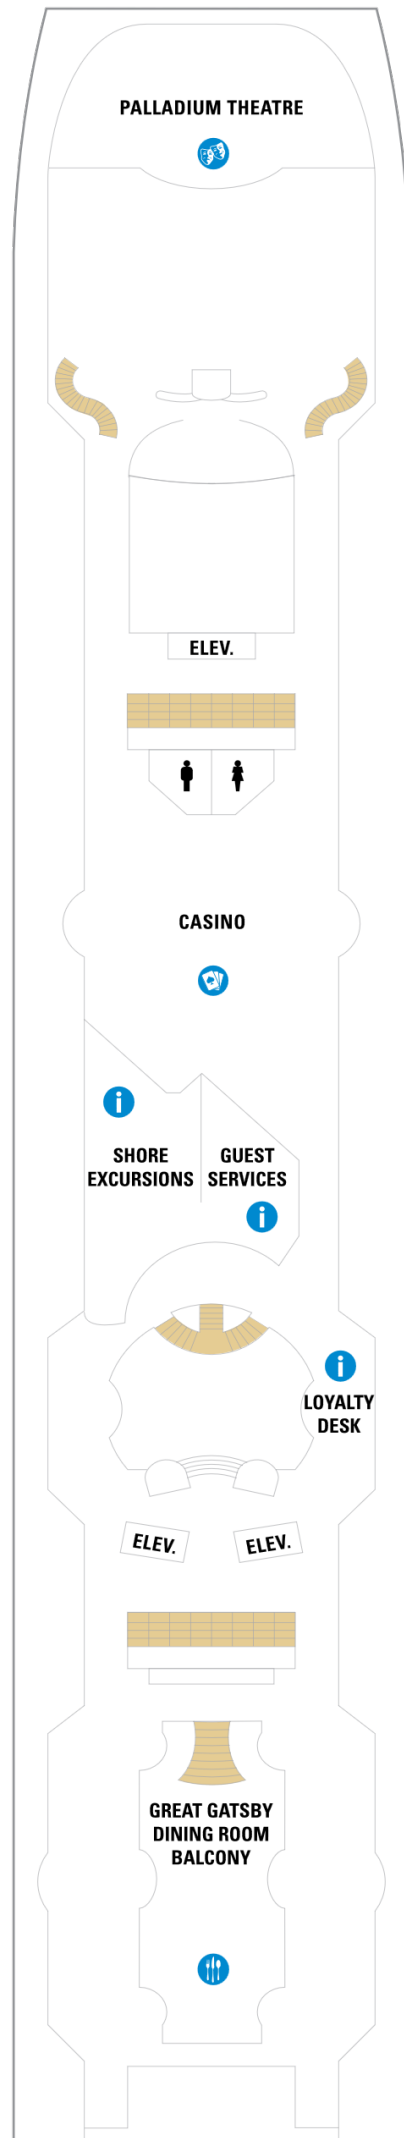 PALLADIUM THEATRE
ELEV.
CASINO
SHORE
EXCURSIONS
GUEST
SERVICES
LOYALTY
DESK
ELEV.
ELEV.
GREAT GATSBY
DINING ROOM
BALCONY